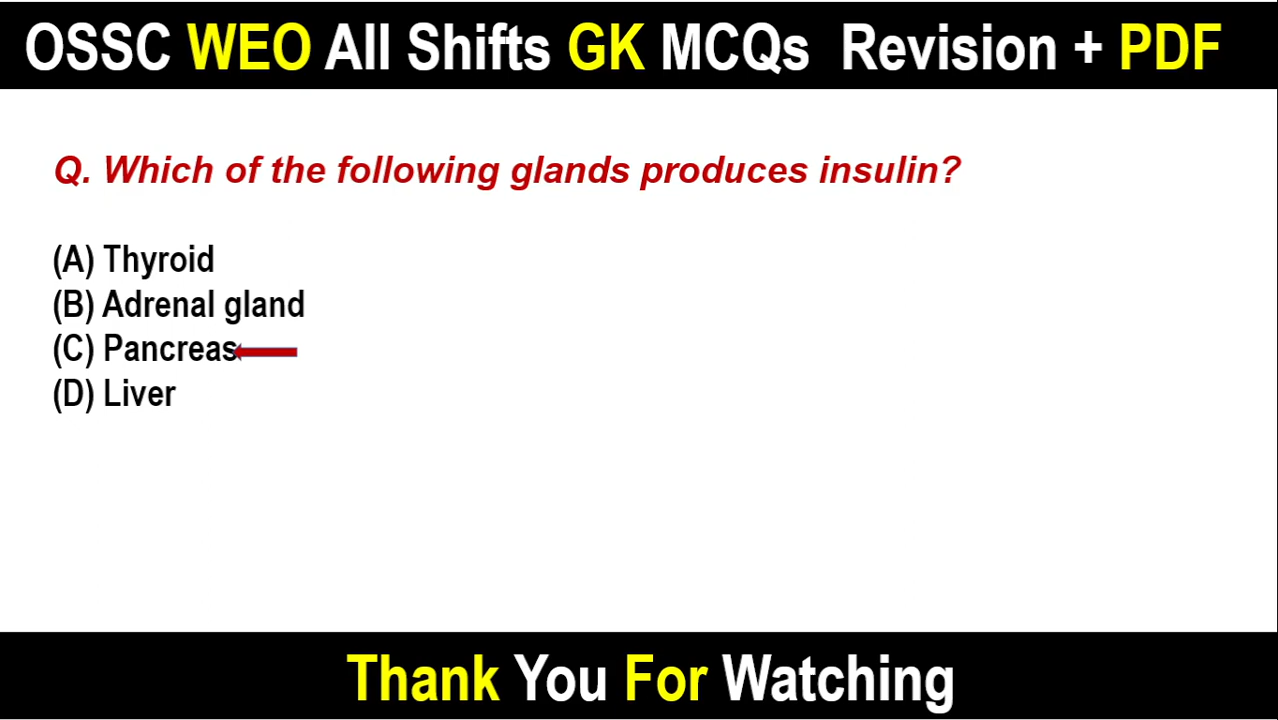 OSSC WEO All Shifts GK MCQs Revision + PDF
Q. Which of the following glands produces insulin?
(A) Thyroid
(B) Adrenal gland
(C) Pancreas
(D) Liver
Thank You For Watching